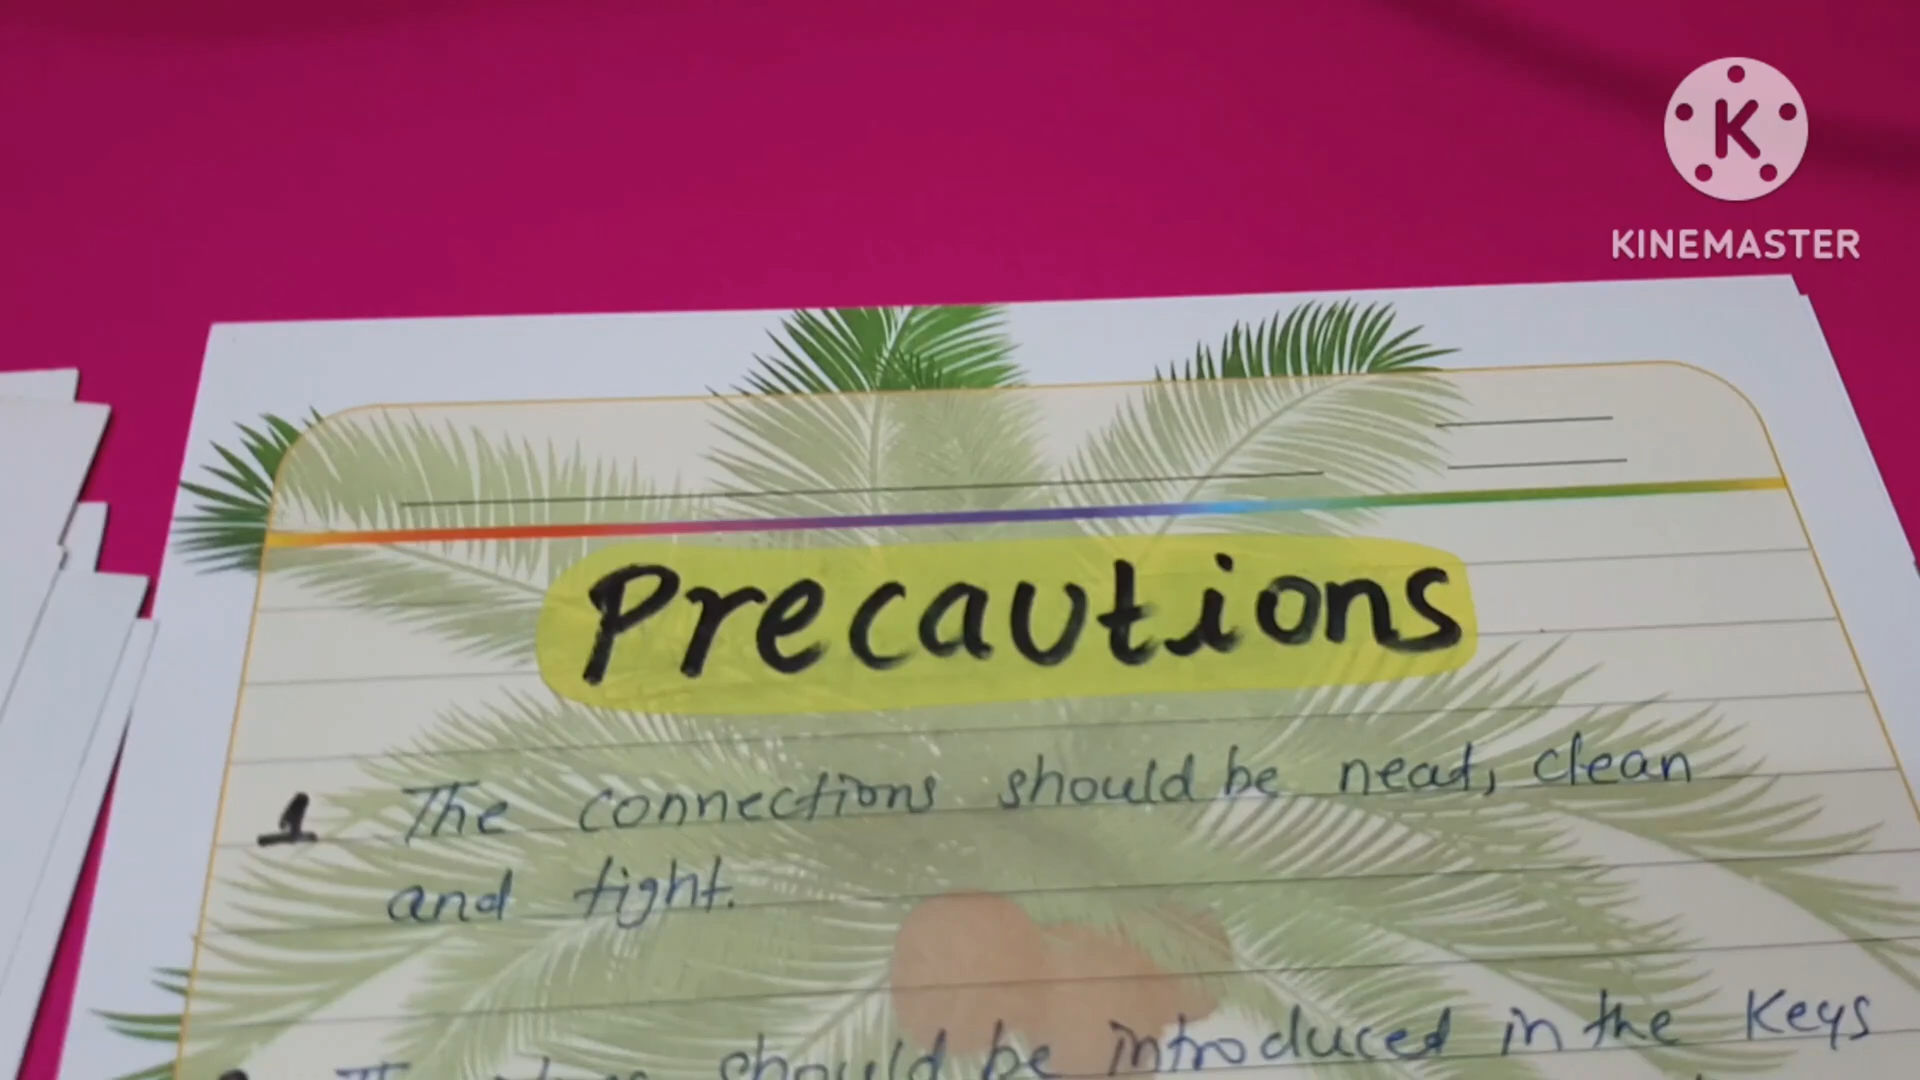 K
KINEMASTER
Precautions
1 The connections should be neat, clean
and tight.
should be introduced in the Keys